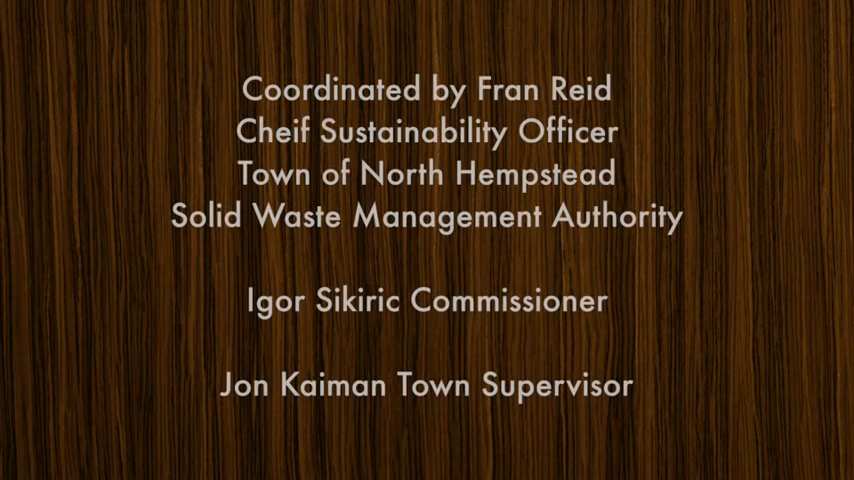 Coordinated by Fran Reid
Cheif Sustainability Officer
Town of North Hempstead
Solid Waste Management Authority
Igor Sikiric Commissioner
Jon Kaiman Town Supervisor